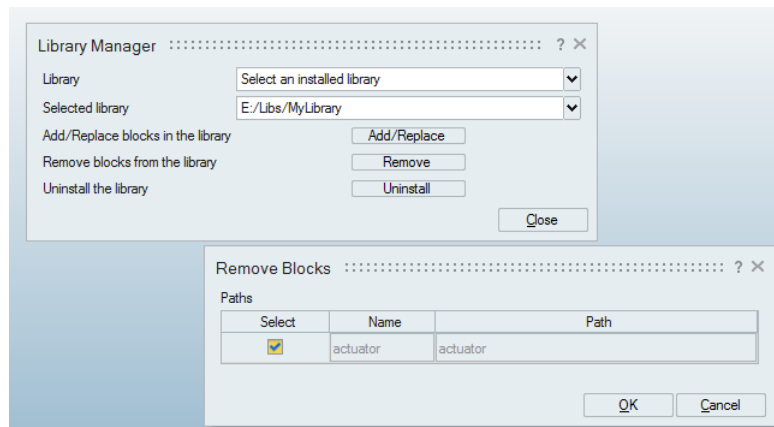 Library Manager ? ×
Library Select an installed library
Selected library E:/Libs/MyLibrary
Add/Replace blocks in the library Add/Replace
Remove blocks from the library Remove
Uninstall the library Uninstall
Close
Remove Blocks ? ×
Paths
Select Name Path
actuator actuator
OK Cancel